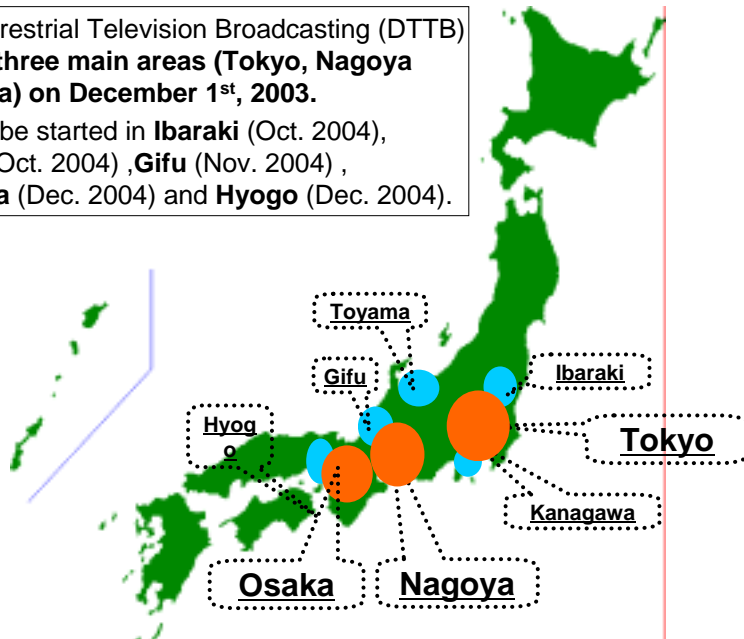 restrial Television Broadcasting (DTTB)
three main areas (Tokyo, Nagoya
a) on December 1st, 2003.
be started in Ibaraki (Oct. 2004),
Oct. 2004) ,Gifu (Nov. 2004) ,
a (Dec. 2004) and Hyogo (Dec. 2004).
Toyama
Gifu
Ibaraki
Hyog
o
Tokyo
Kanagawa
Osaka
Nagoya